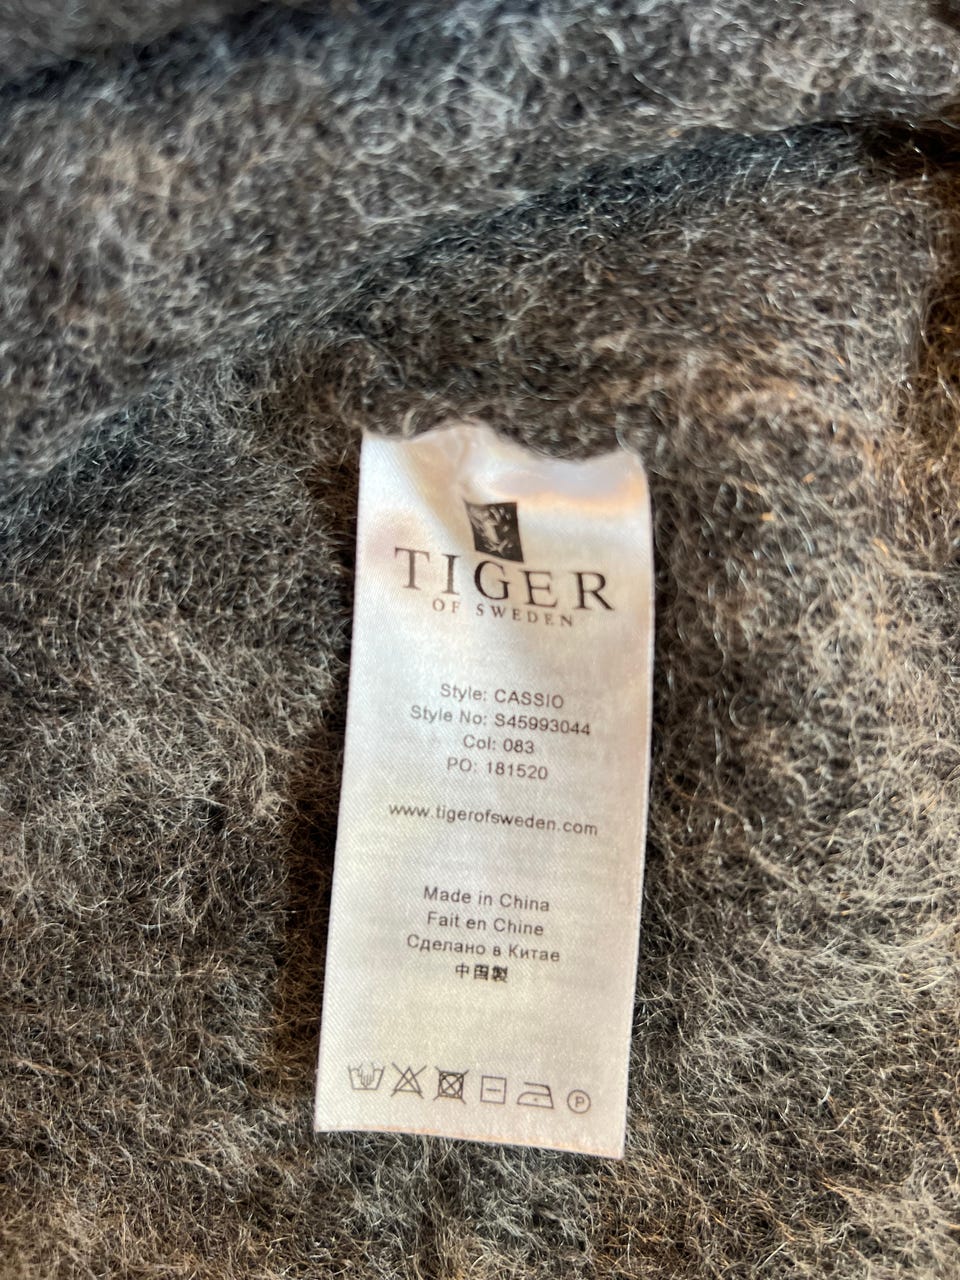 TIGER
OF SWEDEN
Style: CASSIO
Style No: S45993044
Col: 083
PO: 181520
www.tigerofsweden.com
Made in China
Fait en Chine
Сделано в Китае
中国製
P